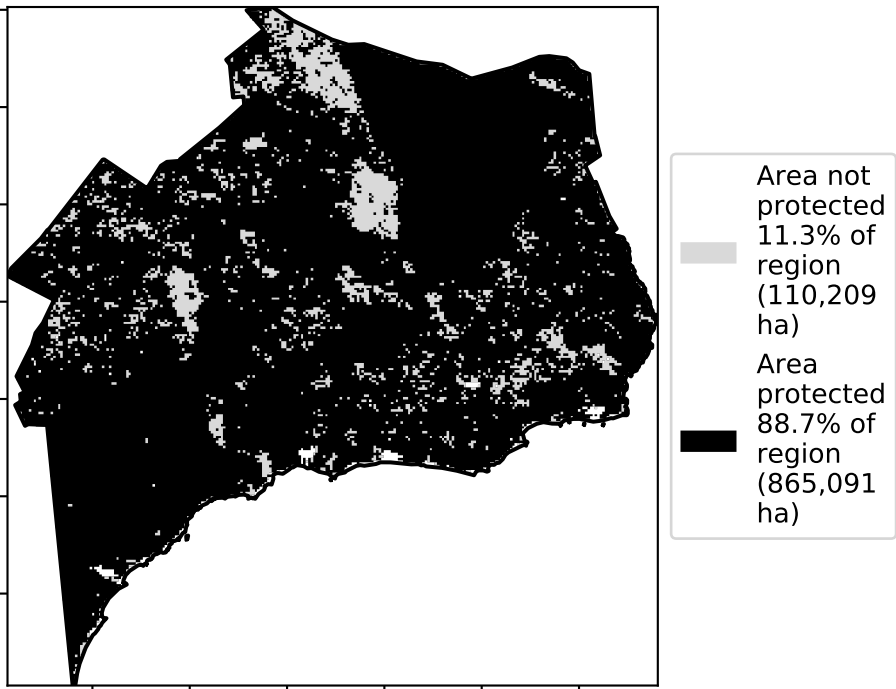 Area not
protected
11.3% of
region
(110,209
ha)
Area
protected
88.7% of
region
(865,091
ha)